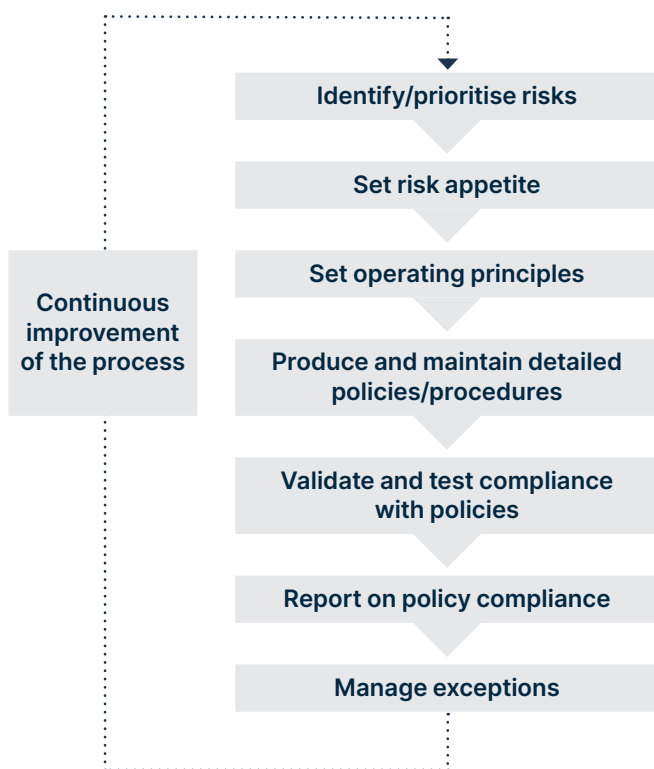 Identify/prioritise risks
Set risk appetite
Set operating principles
Continuous
improvement
of the process
Produce and maintain detailed
policies/procedures
Validate and test compliance
with policies
Report on policy compliance
Manage exceptions